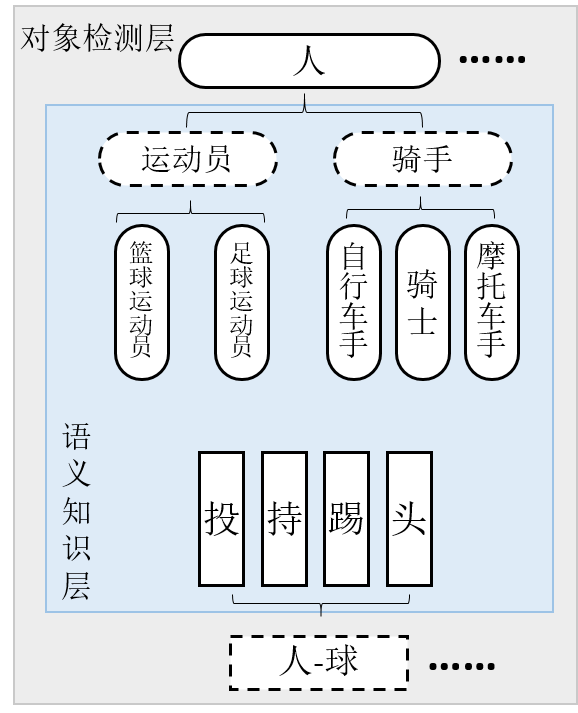 对象检测层
人
……
运动员
骑手
篮球运动员
足球运动员
自行车手
骑士
摩托车手
语义知识层
投
持
踢
头
人-球
……